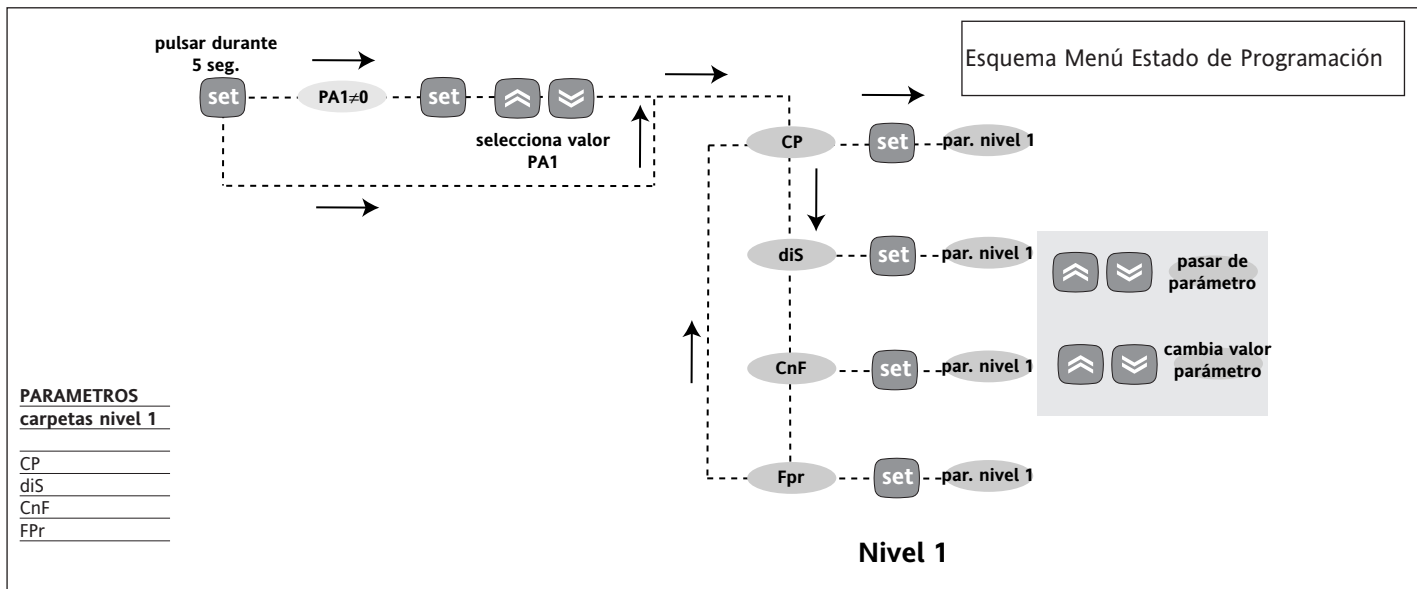 Esquema Menú Estado de Programación
pulsar durante
5 seg.
set
PA1≠0
set
selecciona valor
PA1
CP
set
par. nivel 1
diS
set
par. nivel 1
pasar de
parámetro
CnF
set
par. nivel 1
cambia valor
parámetro
Fpr
set
par. nivel 1
PARAMETROS
carpetas nivel 1
CP
diS
CnF
FPr
Nivel 1